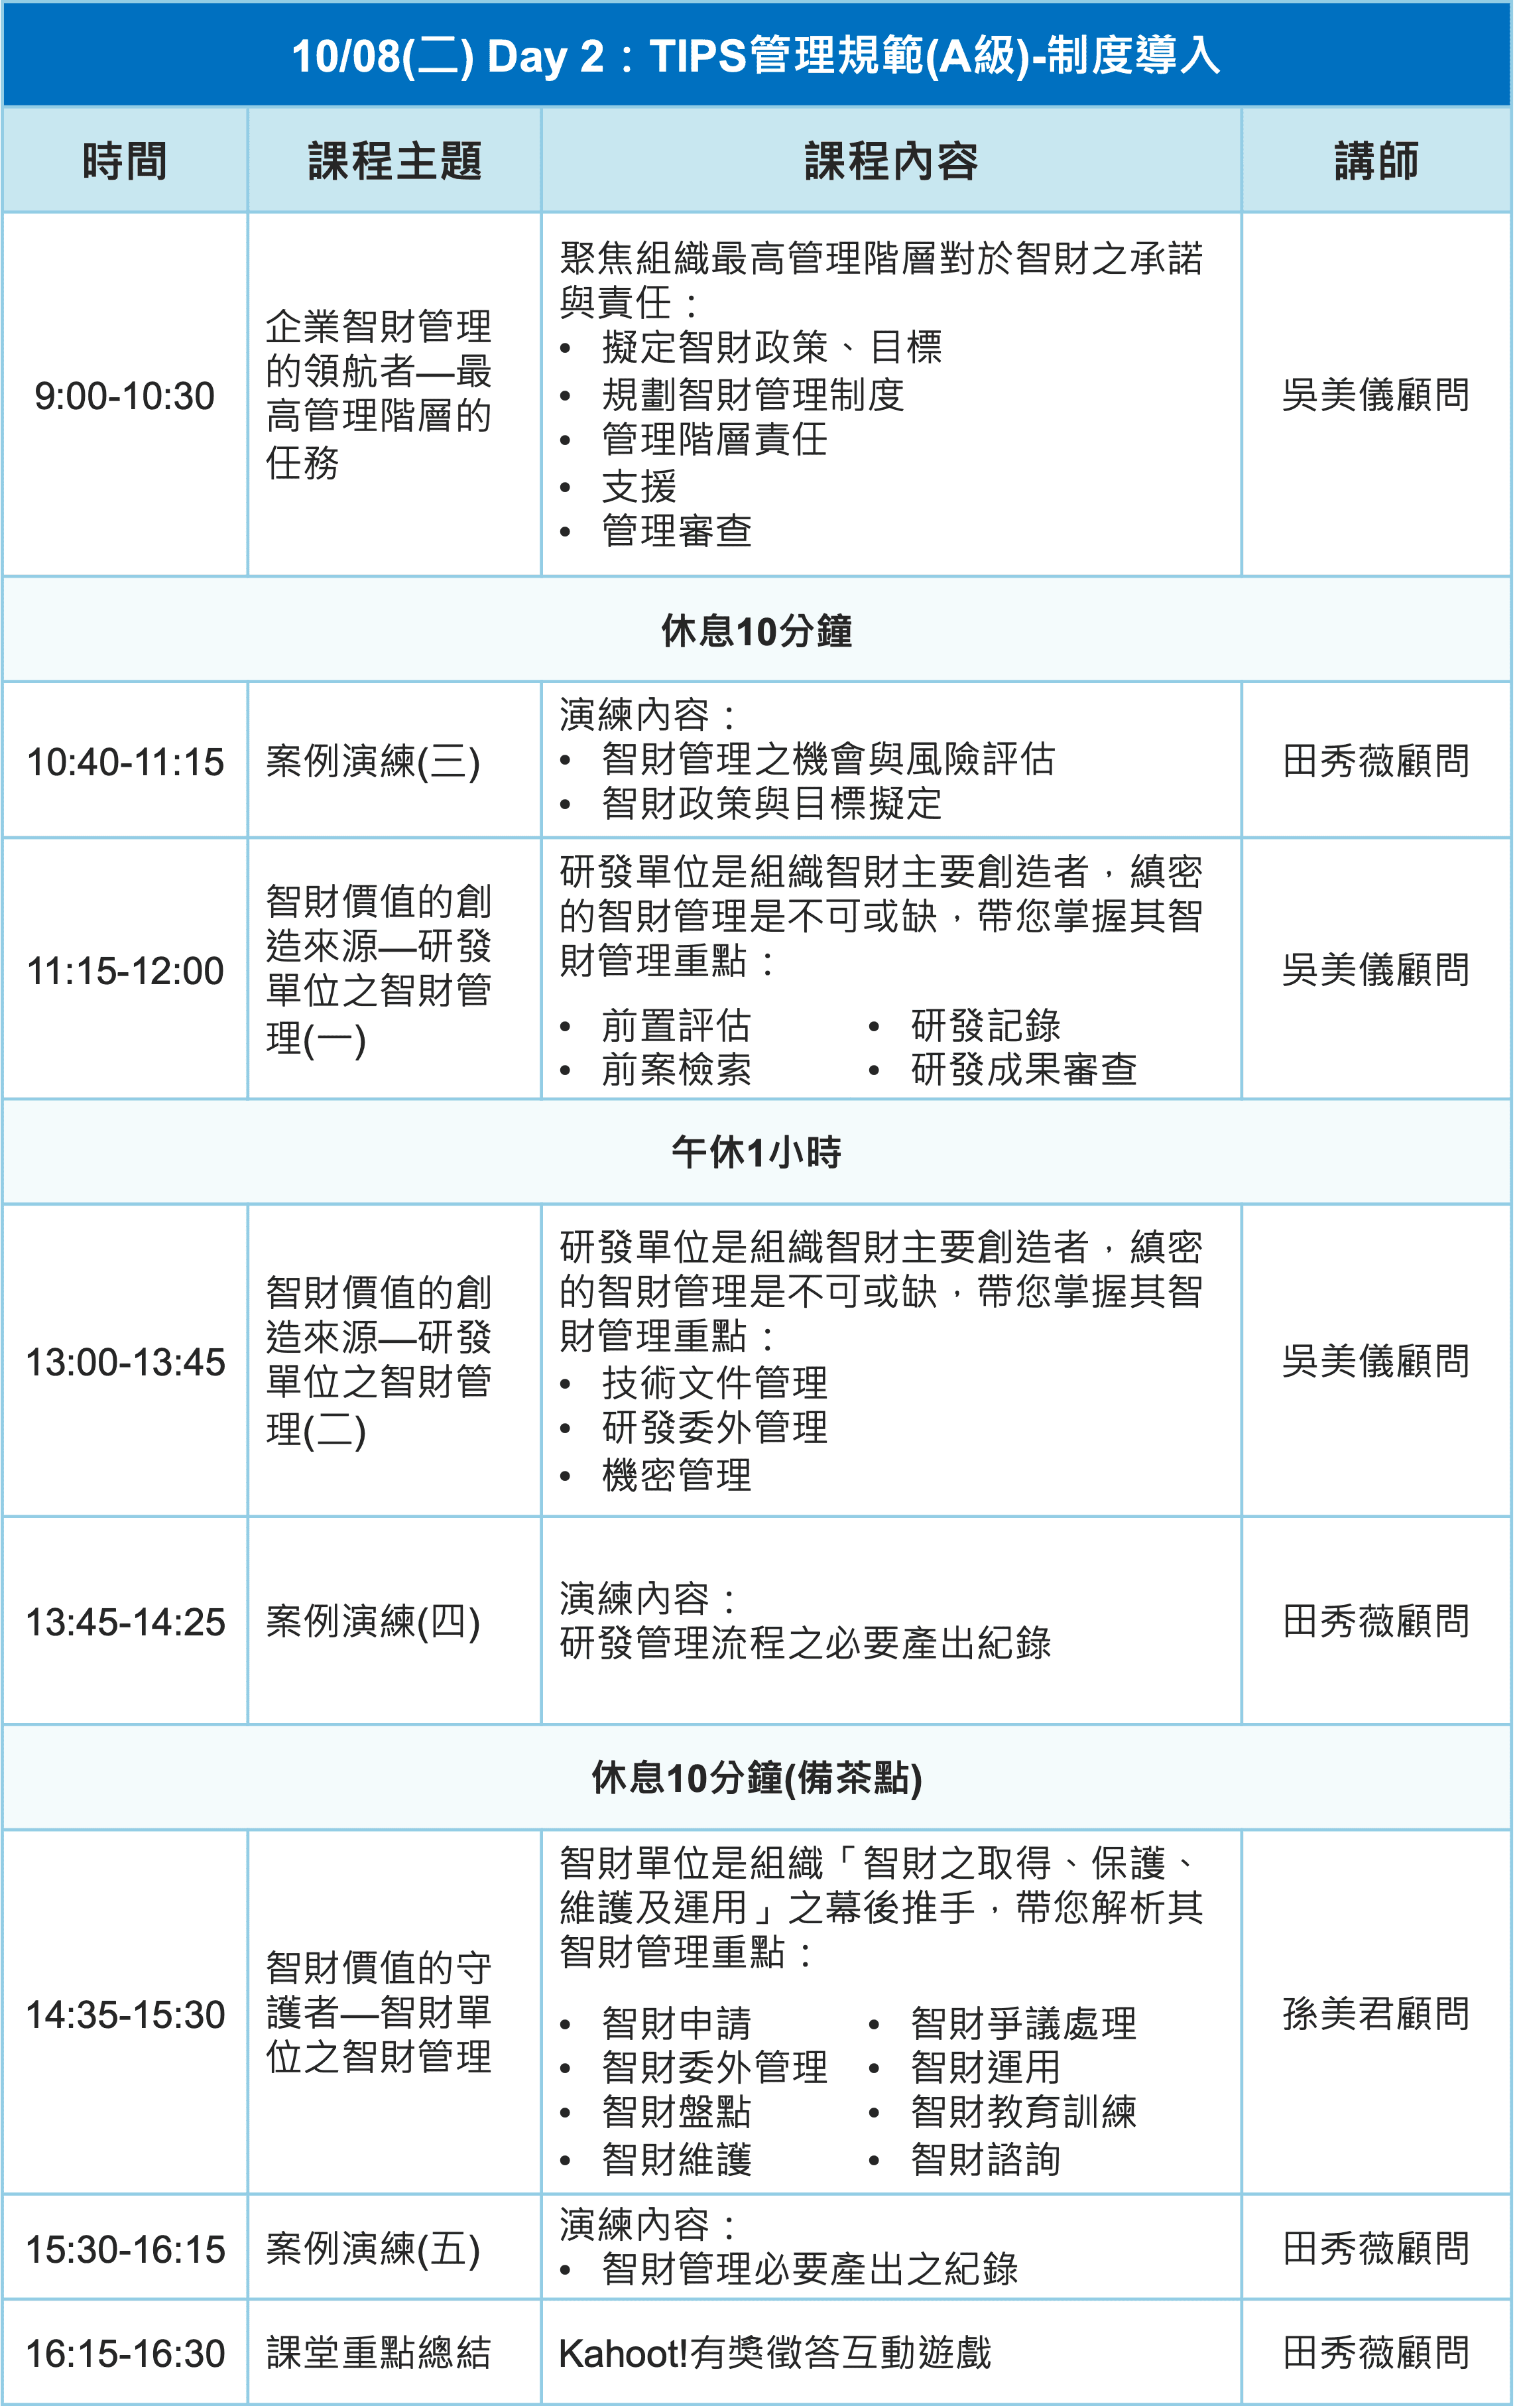 10/08(二) Day 2：TIPS管理規範(A級)-制度導入
時間 課程主題 課程內容 講師
9:00-10:30
企業智財管理
的領航者—最
高管理階層的
任務
聚焦組織最高管理階層對於智財之承諾
與責任：
• 擬定智財政策、目標
• 規劃智財管理制度
• 管理階層責任
• 支援
• 管理審查
吳美儀顧問
休息10分鐘
10:40-11:15
案例演練(三)
演練內容：
• 智財管理之機會與風險評估
• 智財政策與目標擬定
田秀薇顧問
11:15-12:00
智財價值的創
造來源—研發
單位之智財管
理(一)
研發單位是組織智財主要創造者，縝密
的智財管理是不可或缺，帶您掌握其智
財管理重點：
• 前置評估 • 研發記錄
• 前案檢索 • 研發成果審查
吳美儀顧問
午休1小時
13:00-13:45
智財價值的創
造來源—研發
單位之智財管
理(二)
研發單位是組織智財主要創造者，縝密
的智財管理是不可或缺，帶您掌握其智
財管理重點：
• 技術文件管理
• 研發委外管理
• 機密管理
吳美儀顧問
13:45-14:25
案例演練(四)
演練內容：
研發管理流程之必要產出紀錄
田秀薇顧問
休息10分鐘(備茶點)
14:35-15:30
智財價值的守
護者—智財單
位之智財管理
智財單位是組織「智財之取得、保護、
維護及運用」之幕後推手，帶您解析其
智財管理重點：
• 智財申請 • 智財爭議處理
• 智財委外管理 • 智財運用
• 智財盤點 • 智財教育訓練
• 智財維護 • 智財諮詢
孫美君顧問
15:30-16:15
案例演練(五)
演練內容：
• 智財管理必要產出之紀錄
田秀薇顧問
16:15-16:30
課堂重點總結
Kahoot!有獎徵答互動遊戲
田秀薇顧問